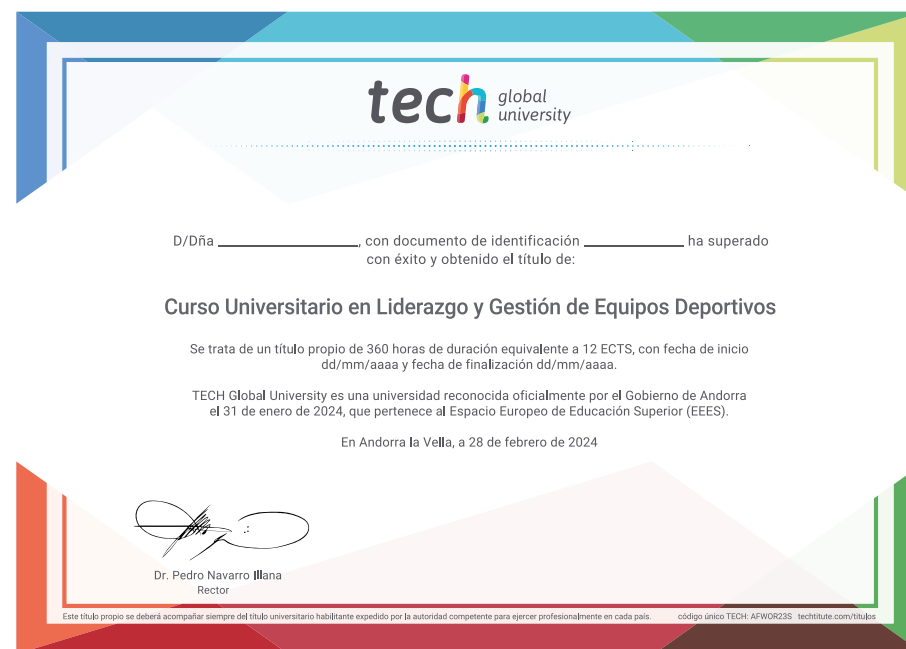 tech global university
D/Dña ______________, con documento de identificación __________ ha superado
con éxito y obtenido el título de:
Curso Universitario en Liderazgo y Gestión de Equipos Deportivos
Se trata de un título propio de 360 horas de duración equivalente a 12 ECTS, con fecha de inicio
dd/mm/aaaa y fecha de finalización dd/mm/aaaa.
TECH Global University es una universidad reconocida oficialmente por el Gobierno de Andorra
el 31 de enero de 2024, que pertenece al Espacio Europeo de Educación Superior (EEES).
En Andorra la Vella, a 28 de febrero de 2024
Dr. Pedro Navarro Illana
Rector
Este título propio se deberá acompañar siempre del título universitario habilitante expedido por la autoridad competente para ejercer profesionalmente en cada país. código único TECH: AFWOR23S techtitute.com/titulos